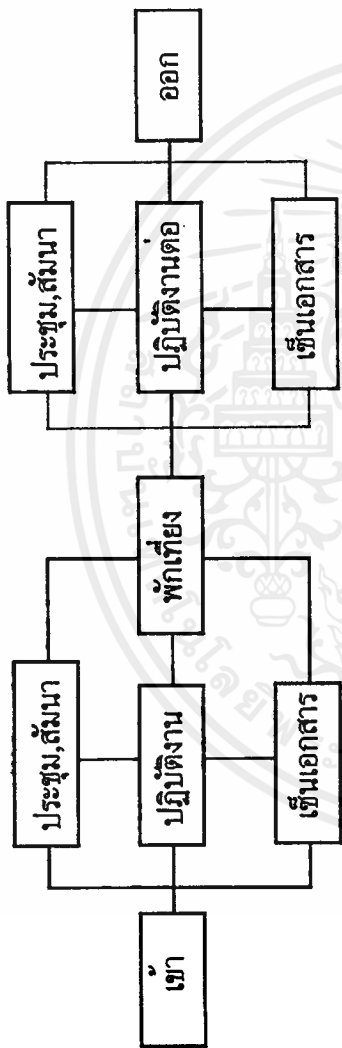 เข้า
ประชุม,สัมนา
ปฏิบัติงาน
เซ็นเอกสาร
พักเที่ยง
ประชุม,สัมนา
ปฏิบัติงานต่อ
เซ็นเอกสาร
ออก